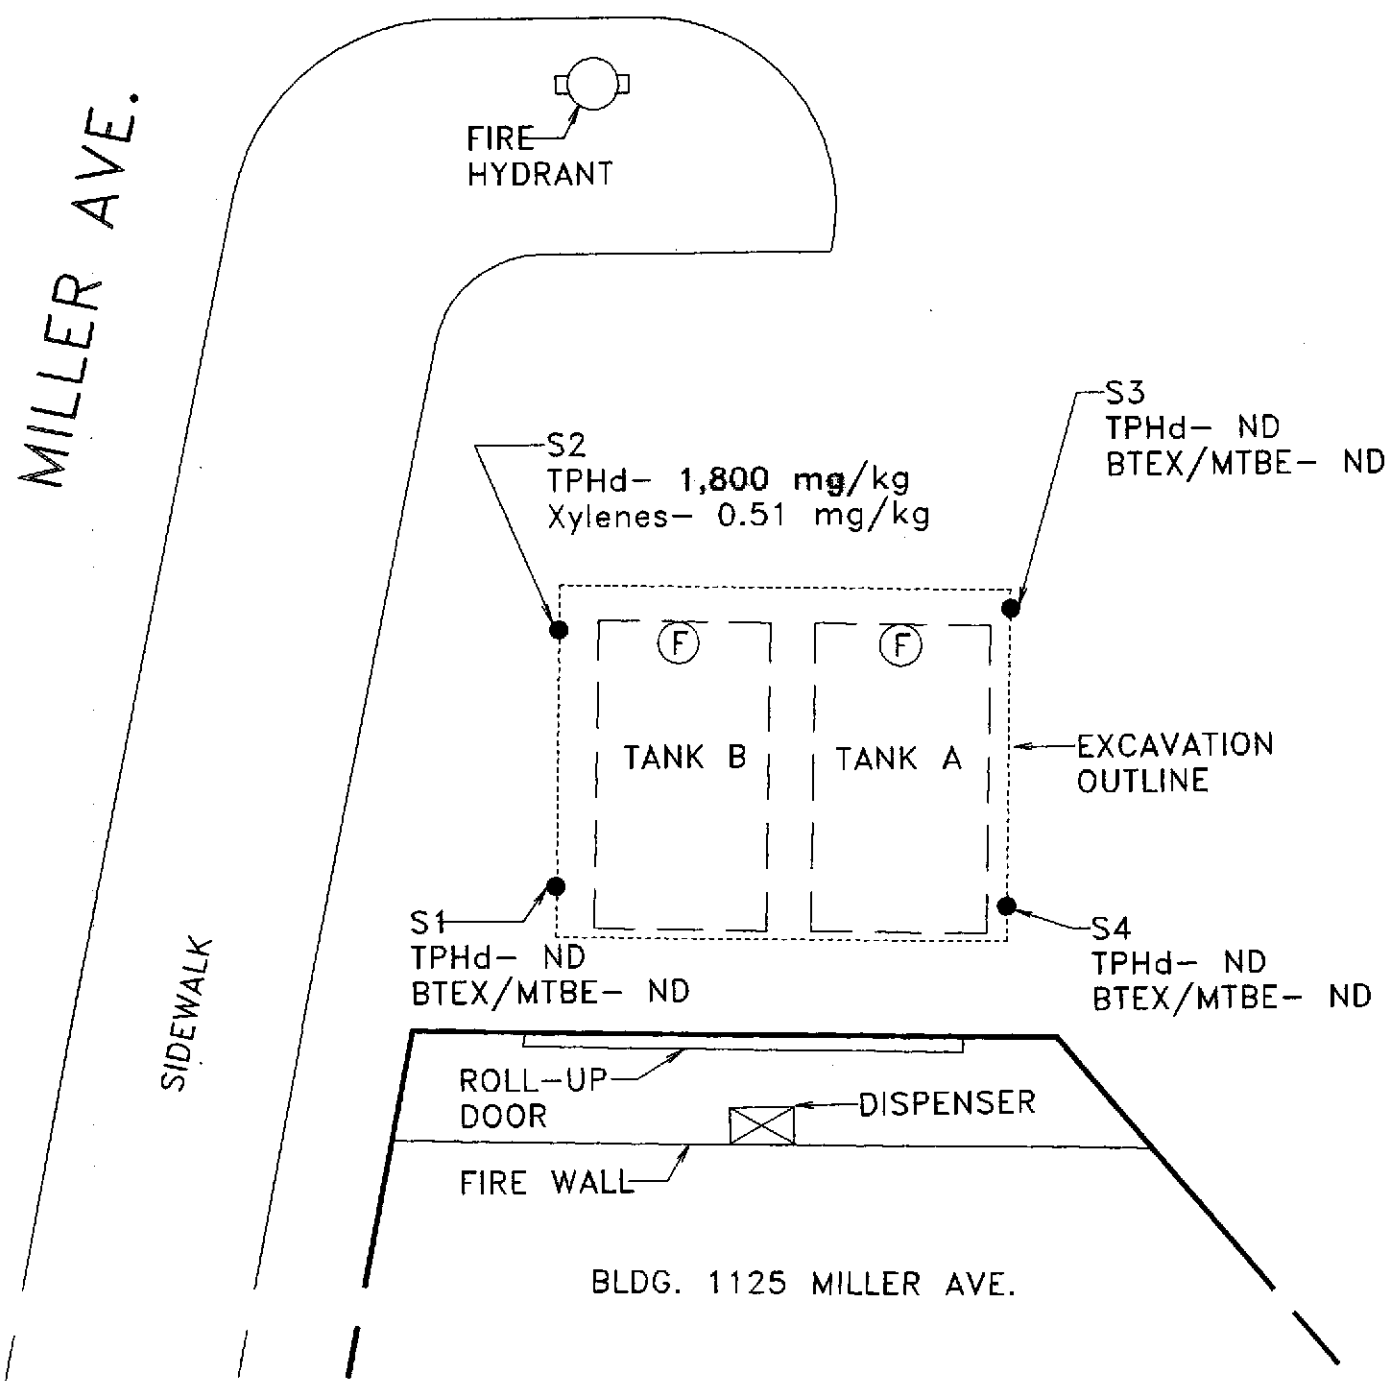 MILLER AVE.
FIRE
HYDRANT
S3
TPHd– ND
BTEX/MTBE– ND
S2
TPHd– 1,800 mg/kg
Xylenes– 0.51 mg/kg
F
F
TANK B
TANK A
EXCAVATION
OUTLINE
S1
TPHd– ND
BTEX/MTBE– ND
S4
TPHd– ND
BTEX/MTBE– ND
SIDEWALK
ROLL–UP
DOOR
DISPENSER
FIRE WALL
BLDG. 1125 MILLER AVE.